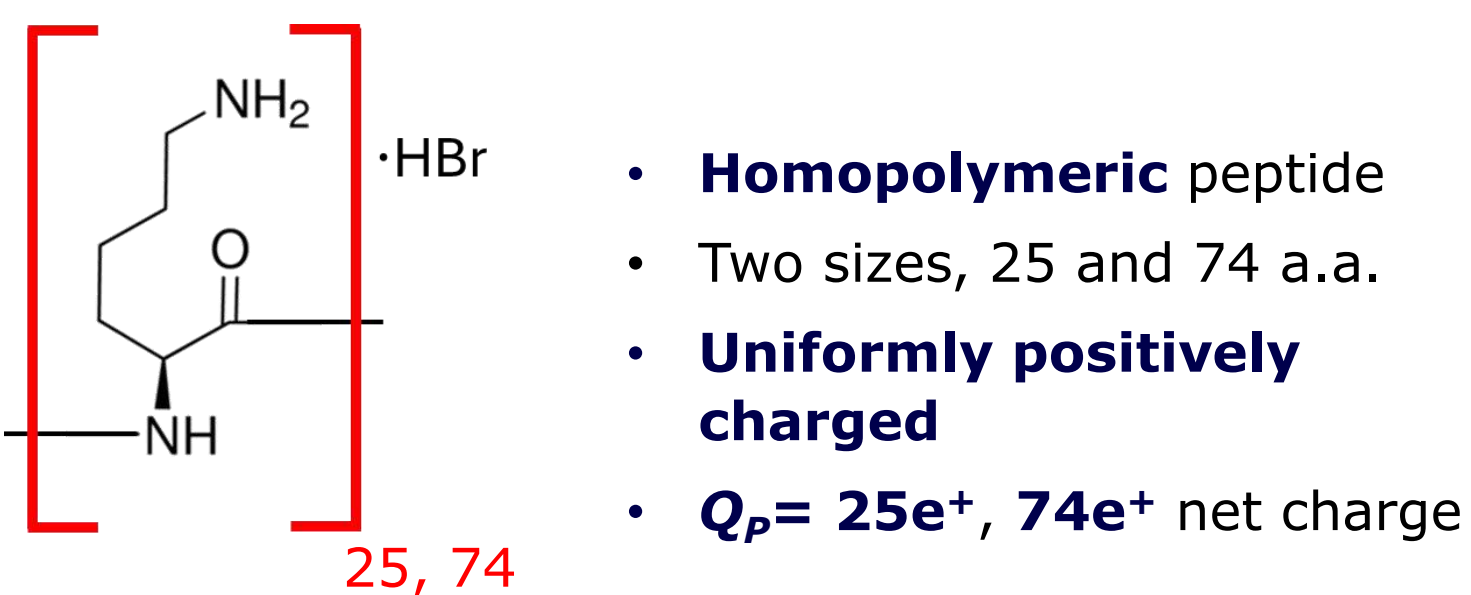 NH₂
·HBr
O
NH
25, 74
• Homopolymeric peptide
• Two sizes, 25 and 74 a.a.
• Uniformly positively
charged
• Qₚ= 25e⁺, 74e⁺ net charge